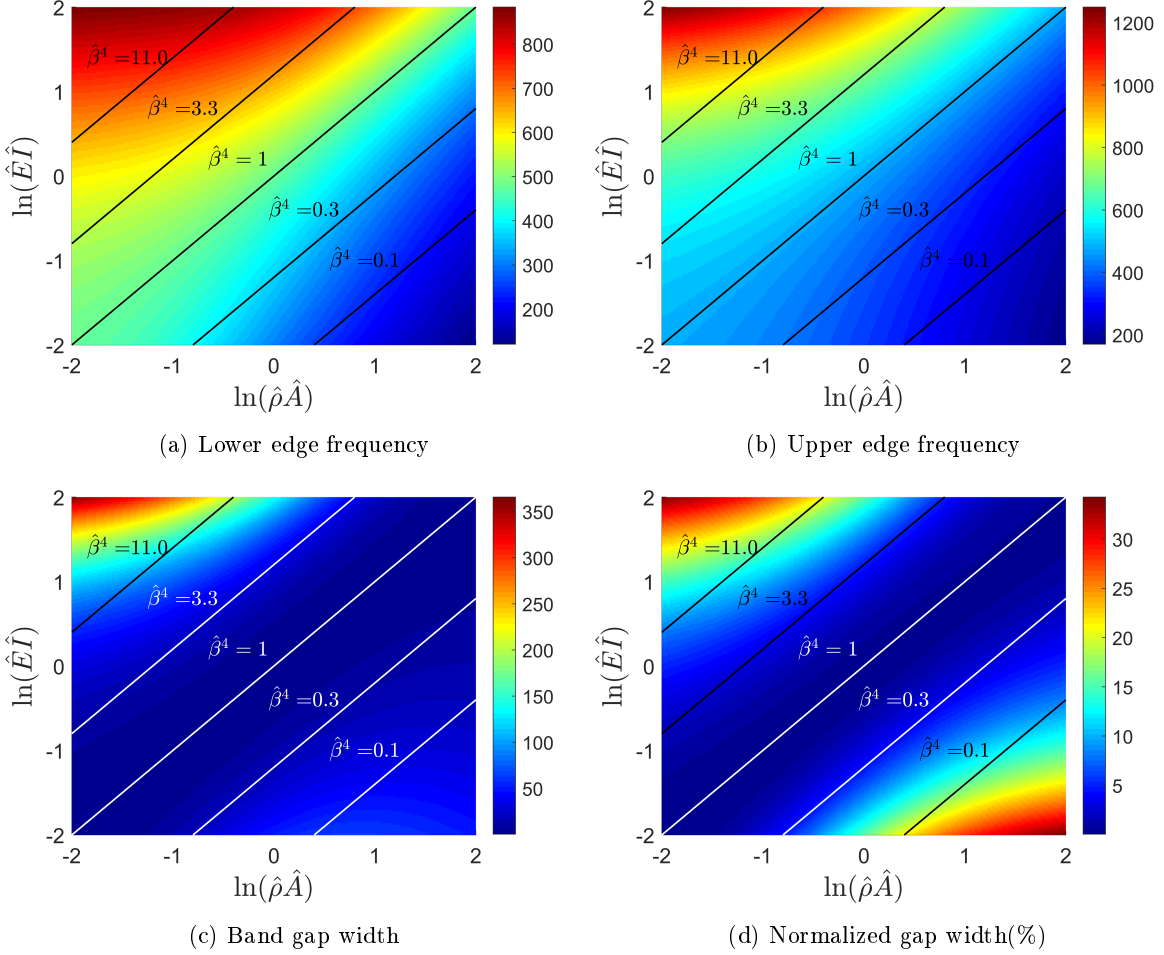 2
1
0
-1
-2
-2
-1
0
1
2
ln(ÊÎ)
ln(ρ̂Â)
β̂⁴ =11.0
β̂⁴ =3.3
β̂⁴ = 1
β̂⁴ =0.3
β̂⁴ =0.1
800
700
600
500
400
300
200
(a) Lower edge frequency
2
1
0
-1
-2
-2
-1
0
1
2
ln(ÊÎ)
ln(ρ̂Â)
β̂⁴ =11.0
β̂⁴ =3.3
β̂⁴ = 1
β̂⁴ =0.3
β̂⁴ =0.1
1200
1000
800
600
400
200
(b) Upper edge frequency
2
1
0
-1
-2
-2
-1
0
1
2
ln(ÊÎ)
ln(ρ̂Â)
β̂⁴ =11.0
β̂⁴ =3.3
β̂⁴ = 1
β̂⁴ =0.3
β̂⁴ =0.1
350
300
250
200
150
100
50
(c) Band gap width
2
1
0
-1
-2
-2
-1
0
1
2
ln(ÊÎ)
ln(ρ̂Â)
β̂⁴ =11.0
β̂⁴ =3.3
β̂⁴ = 1
β̂⁴ =0.3
β̂⁴ =0.1
30
25
20
15
10
5
(d) Normalized gap width(%)